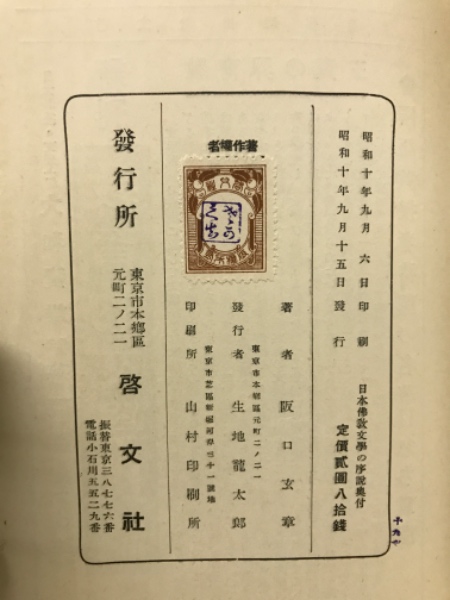 昭和十年九月六日印刷
昭和十年九月十五日發行
日本佛敎文學の序說奧付
定價貳圓八拾錢
著作權者
著者 阪口玄章
東京市本鄕區元町二ノ二一
發行者 生地龍太郞
印刷所 山村印刷所
發行所
東京市本鄕區
元町二ノ二一
啓文社
振替東京三八七七六番
電話小石川五五二九番